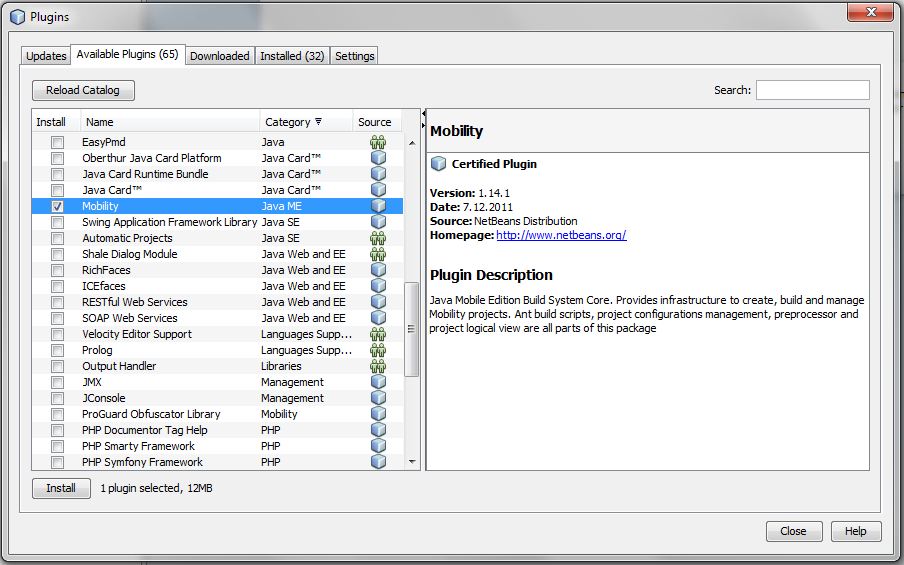 Plugins
Updates Available Plugins (65) Downloaded Installed (32) Settings
Reload Catalog Search:
Install Name Category Source
EasyPmd Java
Oberthur Java Card Platform Java Card™
Java Card Runtime Bundle Java Card™
Java Card™ Java Card™
Mobility Java ME
Swing Application Framework Library Java SE
Automatic Projects Java SE
Shale Dialog Module Java Web and EE
RichFaces Java Web and EE
ICEfaces Java Web and EE
RESTful Web Services Java Web and EE
SOAP Web Services Java Web and EE
Velocity Editor Support Languages Supp...
Prolog Languages Supp...
Output Handler Libraries
JMX Management
JConsole Management
ProGuard Obfuscator Library Mobility
PHP Documentor Tag Help PHP
PHP Smarty Framework PHP
PHP Symfony Framework PHP
Mobility
Certified Plugin
Version: 1.14.1
Date: 7.12.2011
Source: NetBeans Distribution
Homepage: http://www.netbeans.org/
Plugin Description
Java Mobile Edition Build System Core. Provides infrastructure to create, build and manage
Mobility projects. Ant build scripts, project configurations management, preprocessor and
project logical view are all parts of this package
Install 1 plugin selected, 12MB
Close Help